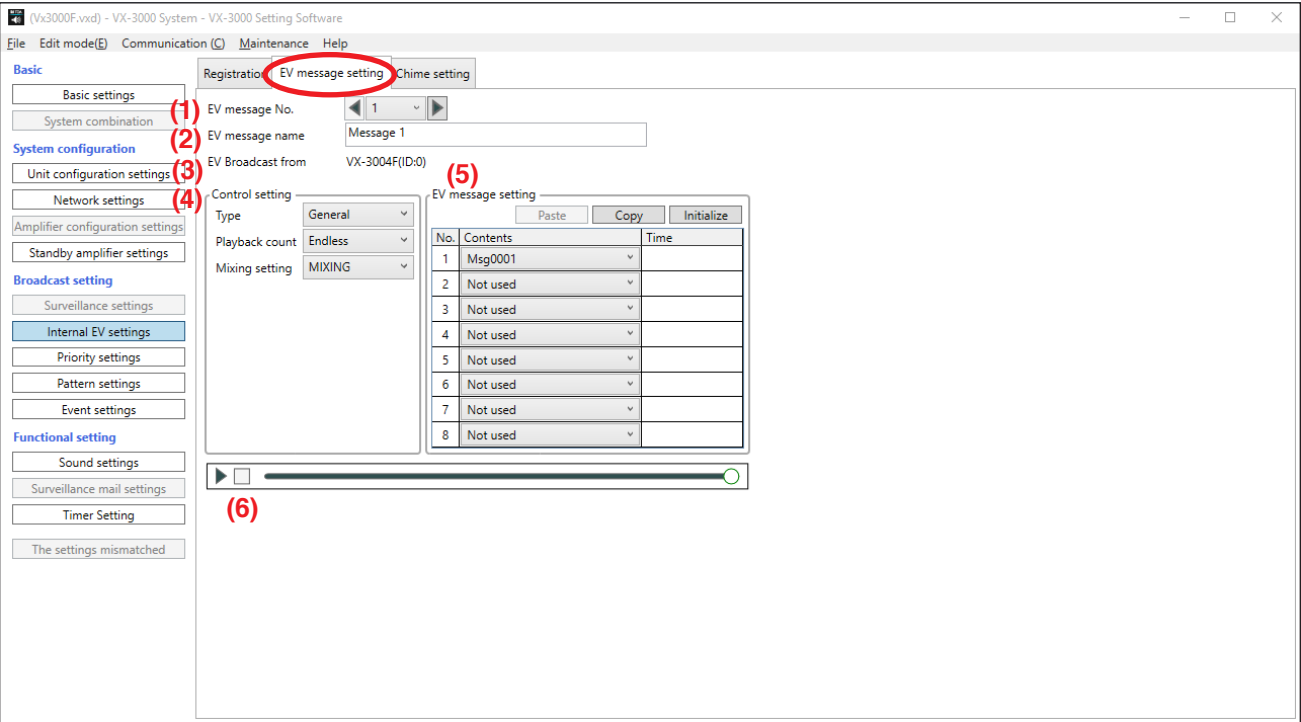 (Vx3000F.vxd) - VX-3000 System - VX-3000 Setting Software
File Edit mode(E) Communication (C) Maintenance Help
Basic
Basic settings
System combination
System configuration
Unit configuration settings
Network settings
Amplifier configuration settings
Standby amplifier settings
Broadcast setting
Surveillance settings
Internal EV settings
Priority settings
Pattern settings
Event settings
Functional setting
Sound settings
Surveillance mail settings
Timer Setting
The settings mismatched
Registration EV message setting Chime setting
(1) EV message No. 1
(2) EV message name Message 1
(3) EV Broadcast from VX-3004F(ID:0)
(4) Control setting
Type General
Playback count Endless
Mixing setting MIXING
(5)
EV message setting
Paste Copy Initialize
No. Contents Time
1 Msg0001
2 Not used
3 Not used
4 Not used
5 Not used
6 Not used
7 Not used
8 Not used
(6)